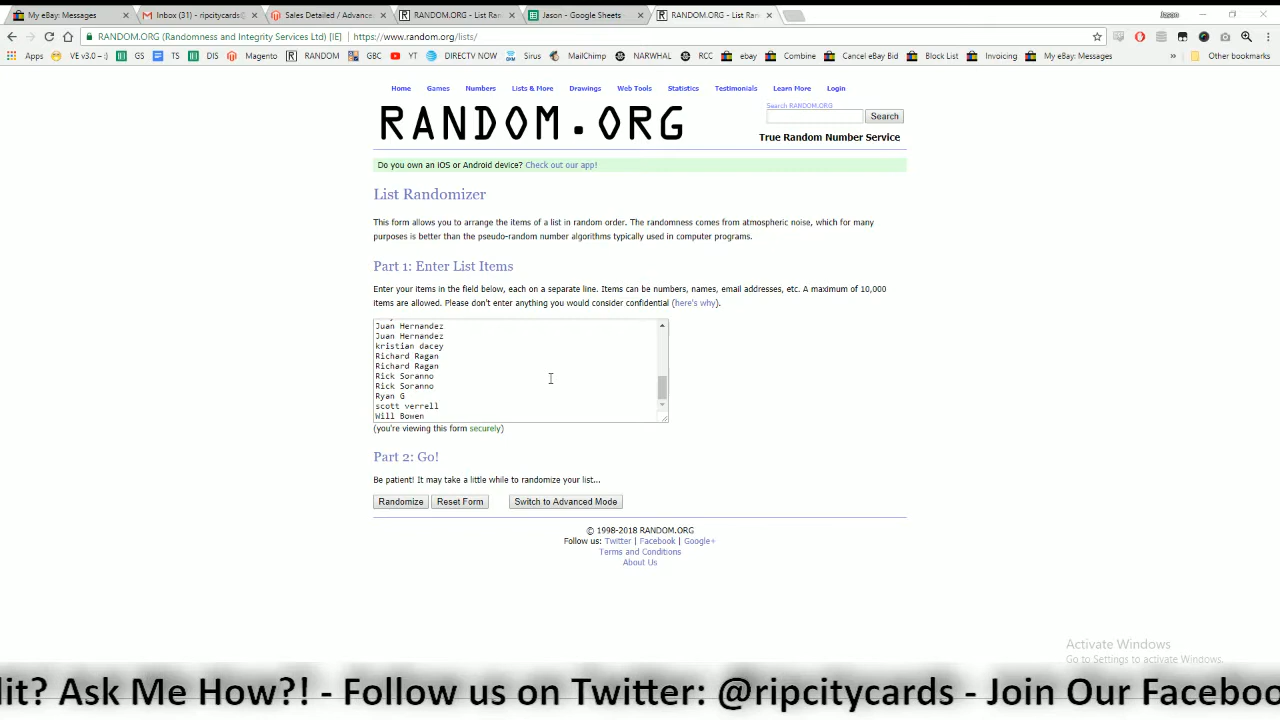 My eBay: Messages
Inbox (31) - ripcitycards@
Sales Detailed / Advance
RANDOM.ORG - List Ran
Jason - Google Sheets
RANDOM.ORG - List Ran
Jason
RANDOM.ORG (Randomness and Integrity Services Ltd) [IE]
https://www.random.org/lists/
Apps
VE v3.0 --:)
GS
TS
DIS
Magento
RANDOM
GBC
YT
DIRECTV NOW
Sirus
MailChimp
NARWHAL
RCC
ebay
Combine
Cancel eBay Bid
Block List
Invoicing
My eBay: Messages
»
Other bookmarks
Home
Games
Numbers
Lists & More
Drawings
Web Tools
Statistics
Testimonials
Learn More
Login
RANDOM.ORG
Search RANDOM.ORG
Search
True Random Number Service
Do you own an iOS or Android device? Check out our app!
List Randomizer
This form allows you to arrange the items of a list in random order. The randomness comes from atmospheric noise, which for many
purposes is better than the pseudo-random number algorithms typically used in computer programs.
Part 1: Enter List Items
Enter your items in the field below, each on a separate line. Items can be numbers, names, email addresses, etc. A maximum of 10,000
items are allowed. Please don't enter anything you would consider confidential (here's why).
Juan Hernandez
Juan Hernandez
kristian dacey
Richard Ragan
Richard Ragan
Rick Soranno
Rick Soranno
Ryan G
scott verrell
Will Bowen
(you're viewing this form securely)
Part 2: Go!
Be patient! It may take a little while to randomize your list...
Randomize
Reset Form
Switch to Advanced Mode
© 1998-2018 RANDOM.ORG
Follow us: Twitter | Facebook | Google+
Terms and Conditions
About Us
Activate Windows
Go to Settings to activate Windows.
dit? Ask Me How?! - Follow us on Twitter: @ripcitycards - Join Our Faceboo